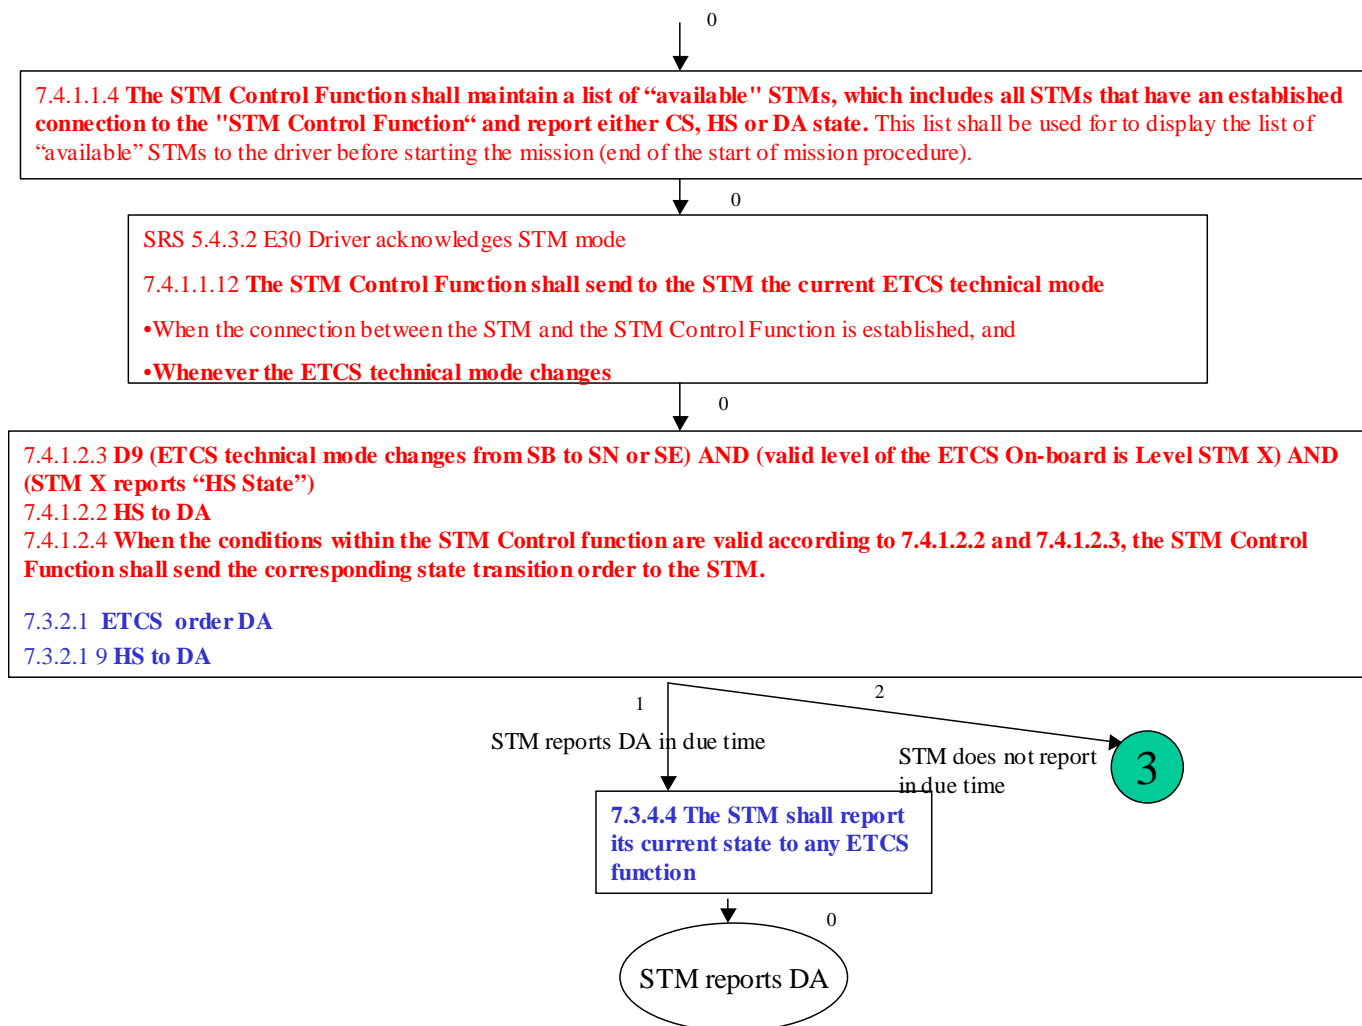 0
7.4.1.1.4 The STM Control Function shall maintain a list of “available" STMs, which includes all STMs that have an established
connection to the "STM Control Function“ and report either CS, HS or DA state. This list shall be used for to display the list of
“available” STMs to the driver before starting the mission (end of the start of mission procedure).
0
SRS 5.4.3.2 E30 Driver acknowledges STM mode
7.4.1.1.12 The STM Control Function shall send to the STM the current ETCS technical mode
•When the connection between the STM and the STM Control Function is established, and
•Whenever the ETCS technical mode changes
0
7.4.1.2.3 D9 (ETCS technical mode changes from SB to SN or SE) AND (valid level of the ETCS On-board is Level STM X) AND
(STM X reports “HS State”)
7.4.1.2.2 HS to DA
7.4.1.2.4 When the conditions within the STM Control function are valid according to 7.4.1.2.2 and 7.4.1.2.3, the STM Control
Function shall send the corresponding state transition order to the STM.
7.3.2.1 ETCS order DA
7.3.2.1 9 HS to DA
1
2
STM reports DA in due time
STM does not report
in due time
3
7.3.4.4 The STM shall report
its current state to any ETCS
function
0
STM reports DA